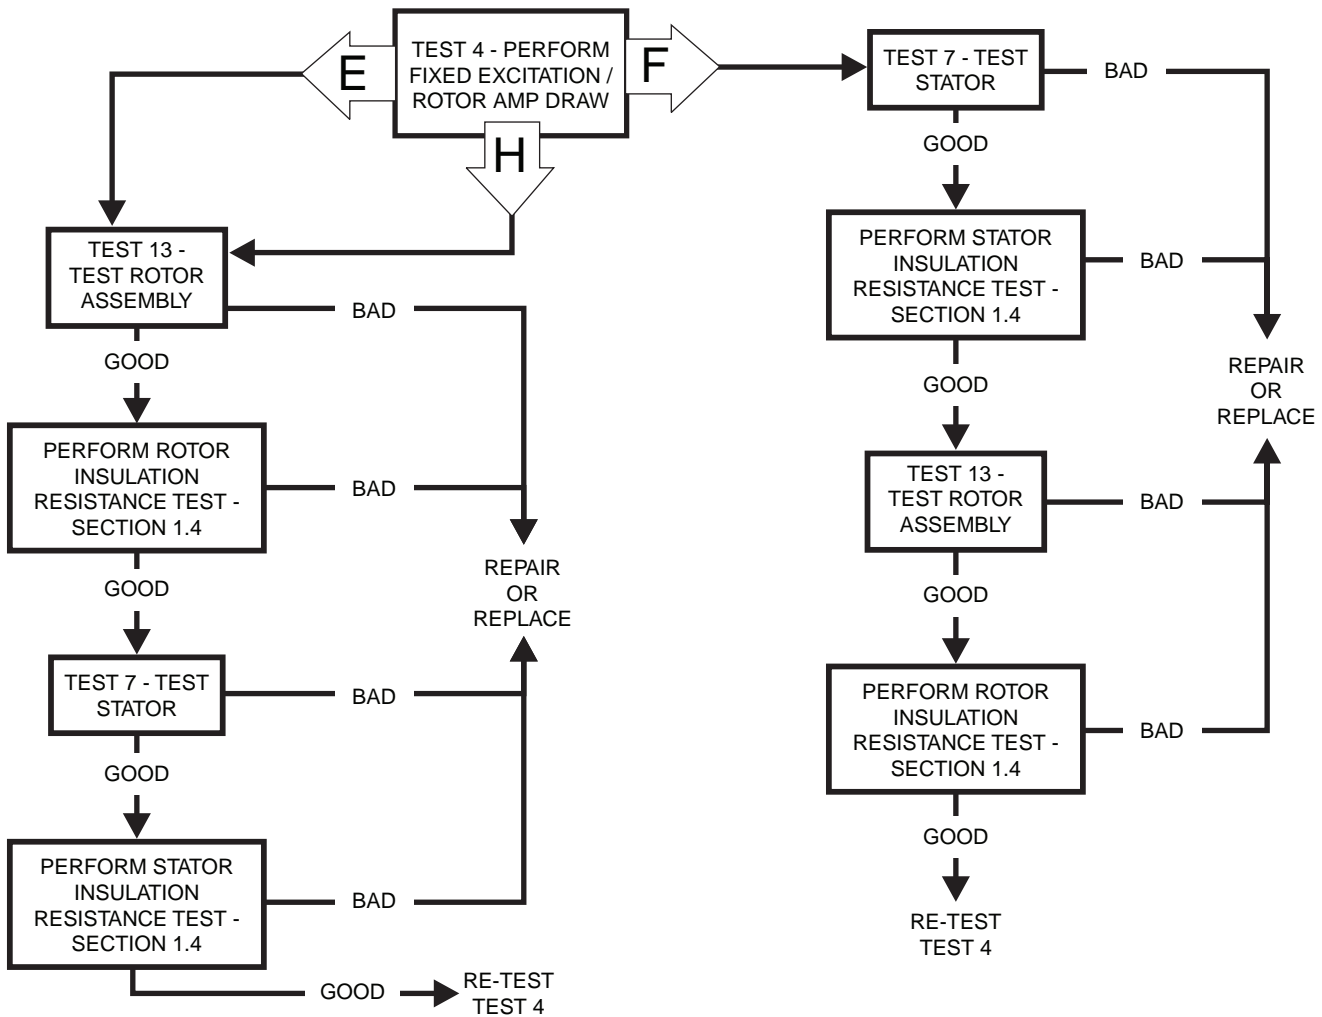 TEST 4 - PERFORM
FIXED EXCITATION /
ROTOR AMP DRAW
E
F
H
TEST 13 -
TEST ROTOR
ASSEMBLY
BAD
GOOD
PERFORM ROTOR
INSULATION
RESISTANCE TEST -
SECTION 1.4
BAD
GOOD
REPAIR
OR
REPLACE
TEST 7 - TEST
STATOR
BAD
GOOD
PERFORM STATOR
INSULATION
RESISTANCE TEST -
SECTION 1.4
BAD
GOOD
RE-TEST
TEST 4
TEST 7 - TEST
STATOR
BAD
GOOD
PERFORM STATOR
INSULATION
RESISTANCE TEST -
SECTION 1.4
BAD
GOOD
REPAIR
OR
REPLACE
TEST 13 -
TEST ROTOR
ASSEMBLY
BAD
GOOD
PERFORM ROTOR
INSULATION
RESISTANCE TEST -
SECTION 1.4
BAD
GOOD
RE-TEST
TEST 4